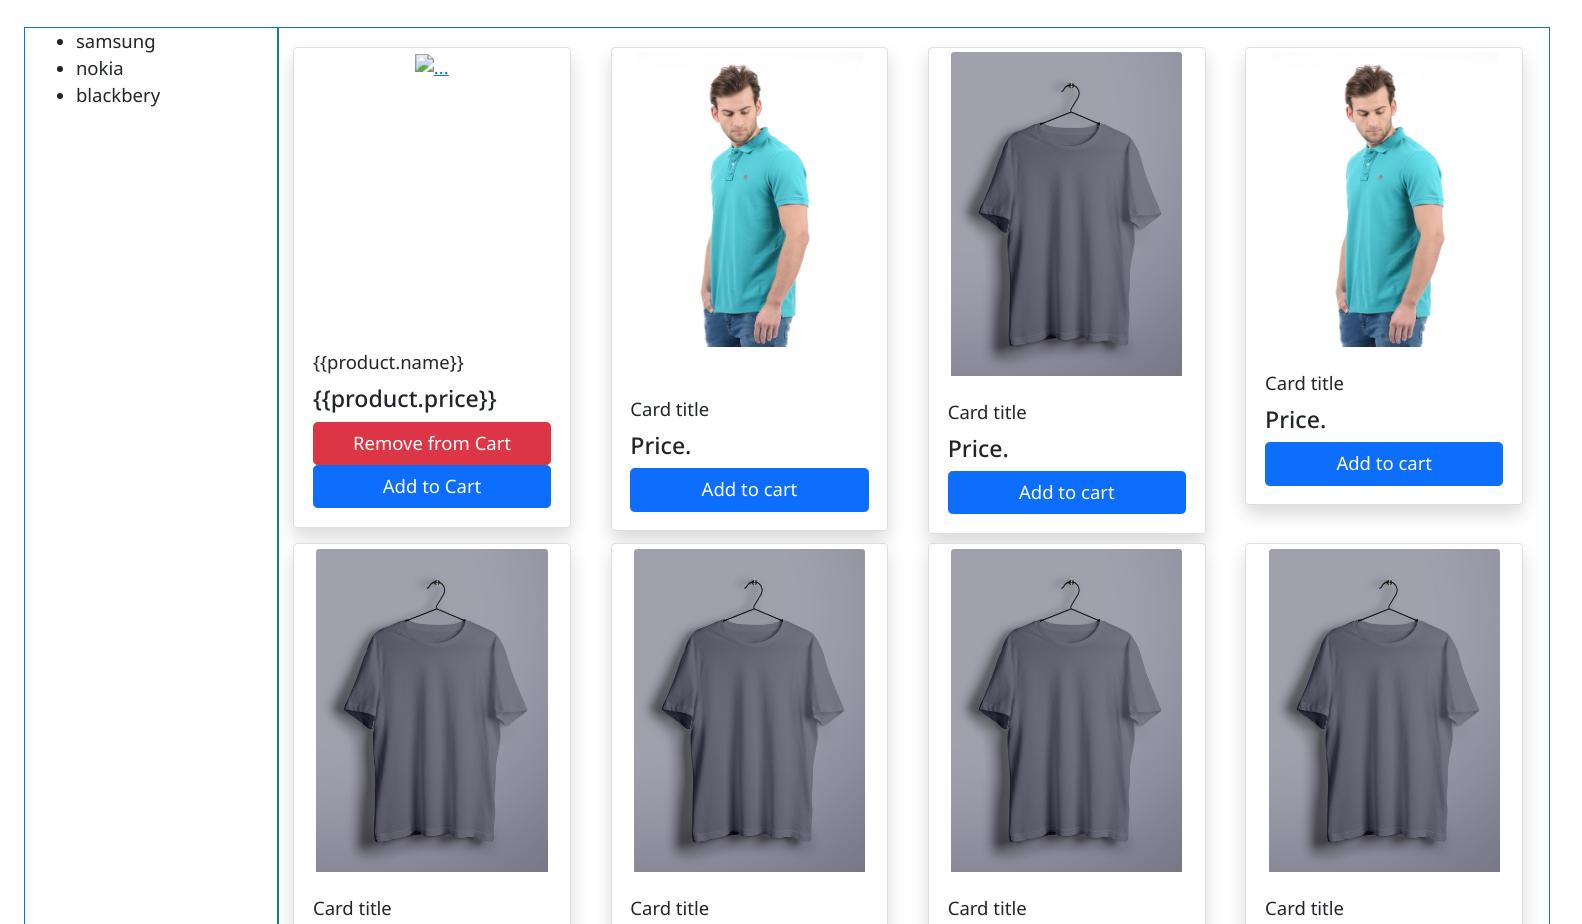 samsung
nokia
blackbery
...
{{product.name}}
{{product.price}}
Remove from Cart
Add to Cart
Card title
Price.
Add to cart
Card title
Price.
Add to cart
Card title
Price.
Add to cart
Card title
Card title
Card title
Card title